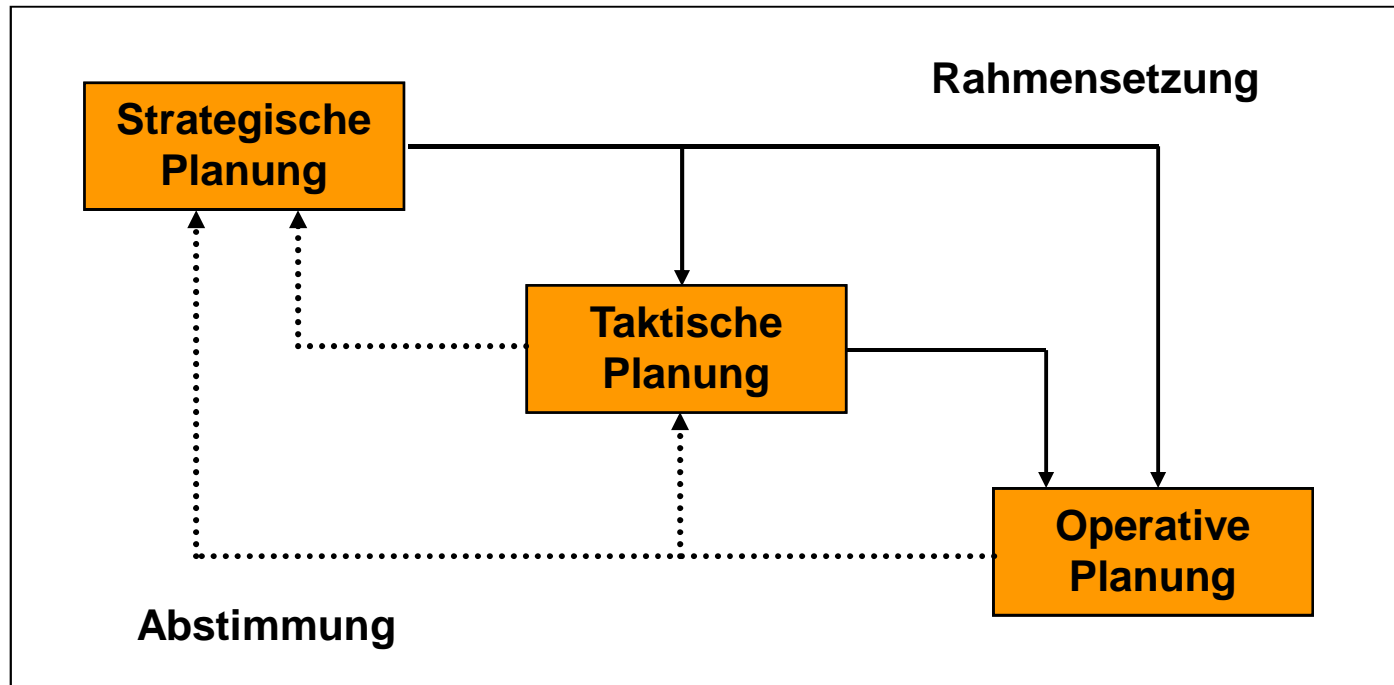 Rahmensetzung
Strategische
Planung
Taktische
Planung
Operative
Planung
Abstimmung